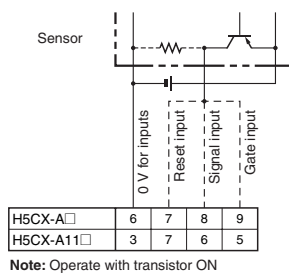 Sensor
0 V for inputs
Reset input
Signal input
Gate input
H5CX-A□ 6 7 8 9
H5CX-A11□ 3 7 6 5
Note: Operate with transistor ON